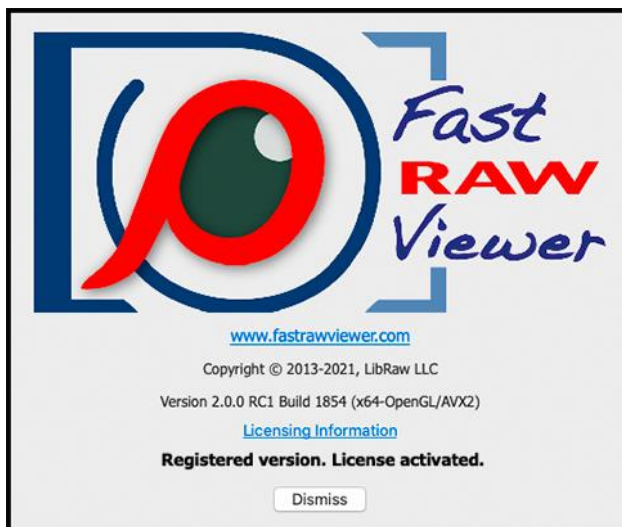 Fast
RAW
Viewer
www.fastrawviewer.com
Copyright © 2013-2021, LibRaw LLC
Version 2.0.0 RC1 Build 1854 (x64-OpenGL/AVX2)
Licensing Information
Registered version. License activated.
Dismiss